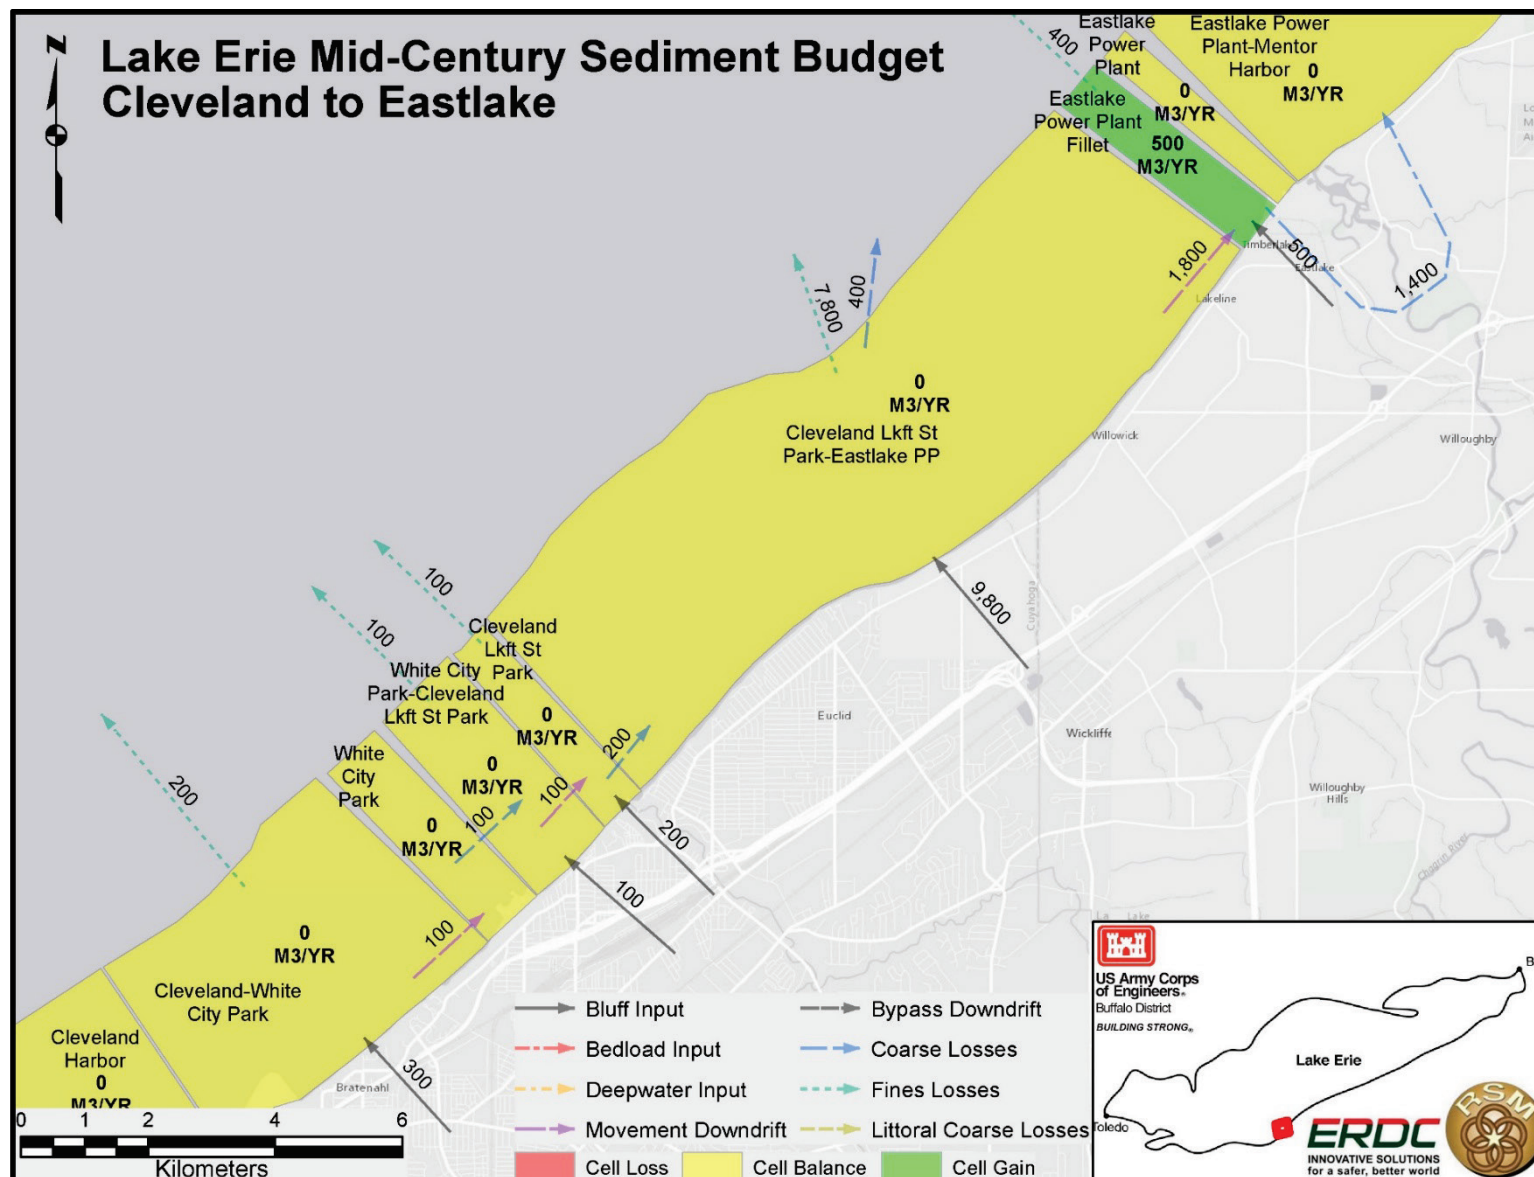 Lake Erie Mid-Century Sediment Budget
Cleveland to Eastlake
N
400
Eastlake
Power
Plant
0
M3/YR
Eastlake Power
Plant-Mentor
Harbor
0
M3/YR
Eastlake
Power Plant
Fillet
500
M3/YR
1,800
500
1,400
Eastlake
Lakeline
7,800
400
0
M3/YR
Cleveland Lkft St
Park-Eastlake PP
Willowick
Willoughby
9,800
Cuyahoga
100
100
Cleveland
Lkft St
Park
White City
Park-Cleveland
Lkft St Park
0
M3/YR
0
M3/YR
200
100
Euclid
Wickliffe
Willoughby
Hills
Chagrin River
200
White
City
Park
0
M3/YR
100
200
100
100
0
M3/YR
Cleveland-White
City Park
Cleveland
Harbor
0
M3/YR
300
Bratenahl
0 1 2 4 6
Kilometers
Bluff Input
Bedload Input
Deepwater Input
Movement Downdrift
Bypass Downdrift
Coarse Losses
Fines Losses
Littoral Coarse Losses
Cell Loss
Cell Balance
Cell Gain
US Army Corps
of Engineers®
Buffalo District
BUILDING STRONG®
B
Lake Erie
Toledo
ERDC
INNOVATIVE SOLUTIONS
for a safer, better world
RSM